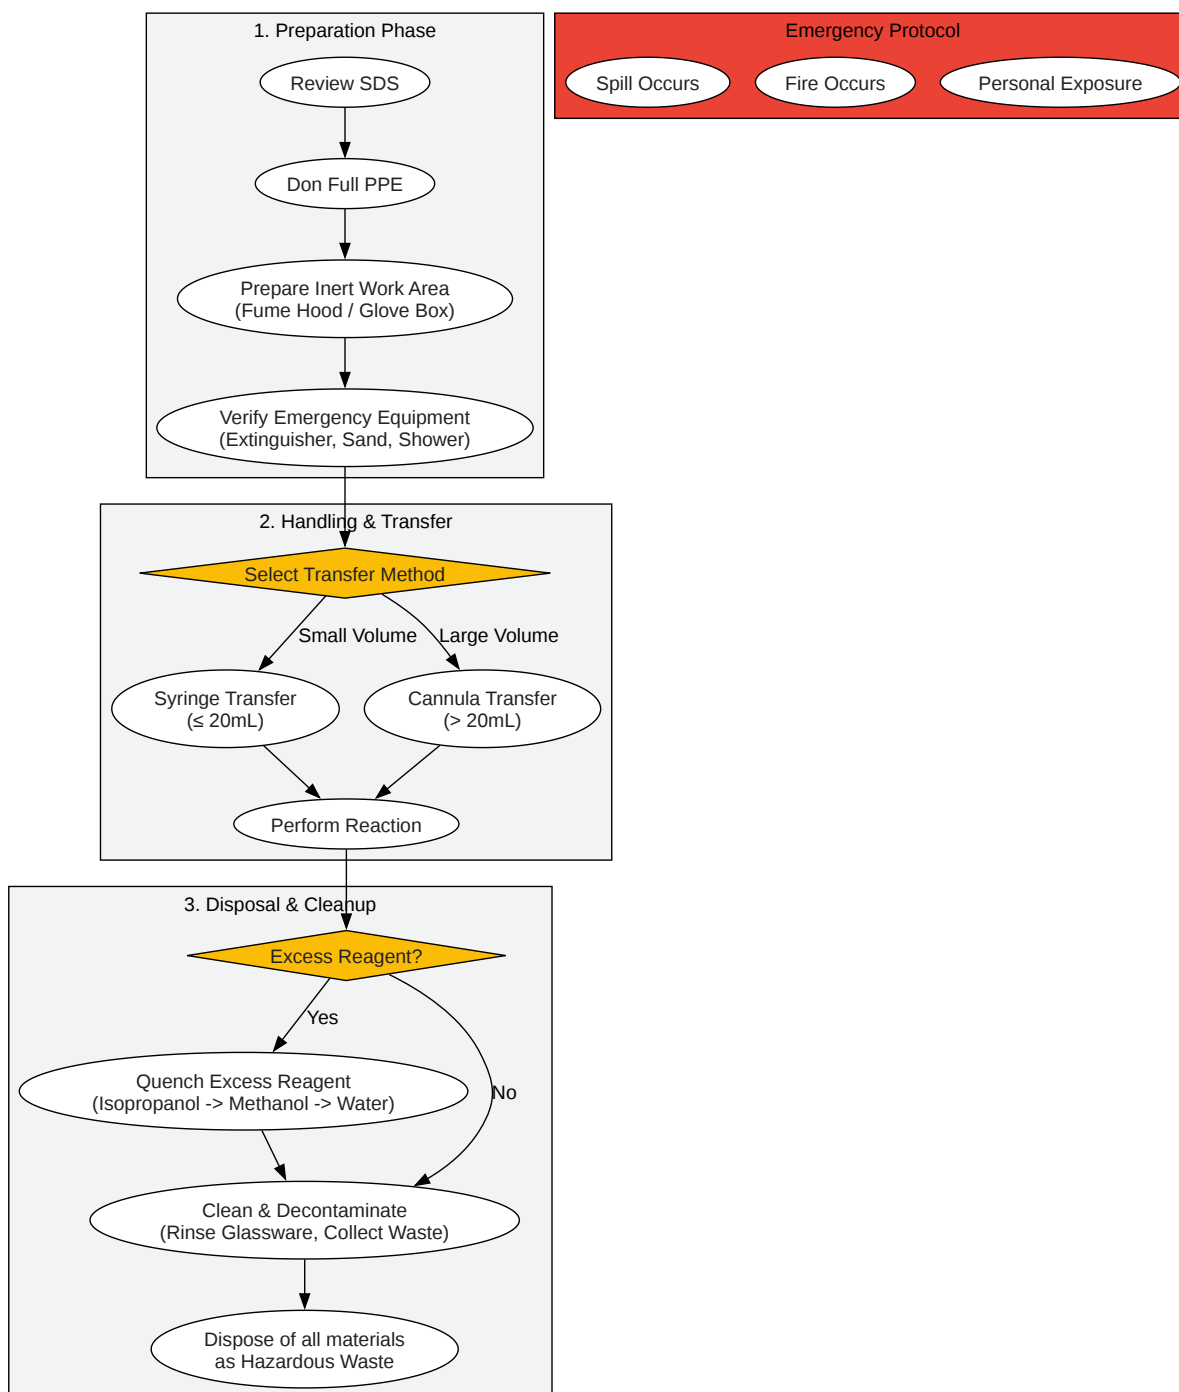 1. Preparation Phase
Review SDS
Don Full PPE
Prepare Inert Work Area
(Fume Hood / Glove Box)
Verify Emergency Equipment
(Extinguisher, Sand, Shower)
Emergency Protocol
Spill Occurs
Fire Occurs
Personal Exposure
2. Handling & Transfer
Select Transfer Method
Small Volume
Large Volume
Syringe Transfer
(≤ 20mL)
Cannula Transfer
(> 20mL)
Perform Reaction
3. Disposal & Cleanup
Excess Reagent?
Yes
No
Quench Excess Reagent
(Isopropanol -> Methanol -> Water)
Clean & Decontaminate
(Rinse Glassware, Collect Waste)
Dispose of all materials
as Hazardous Waste